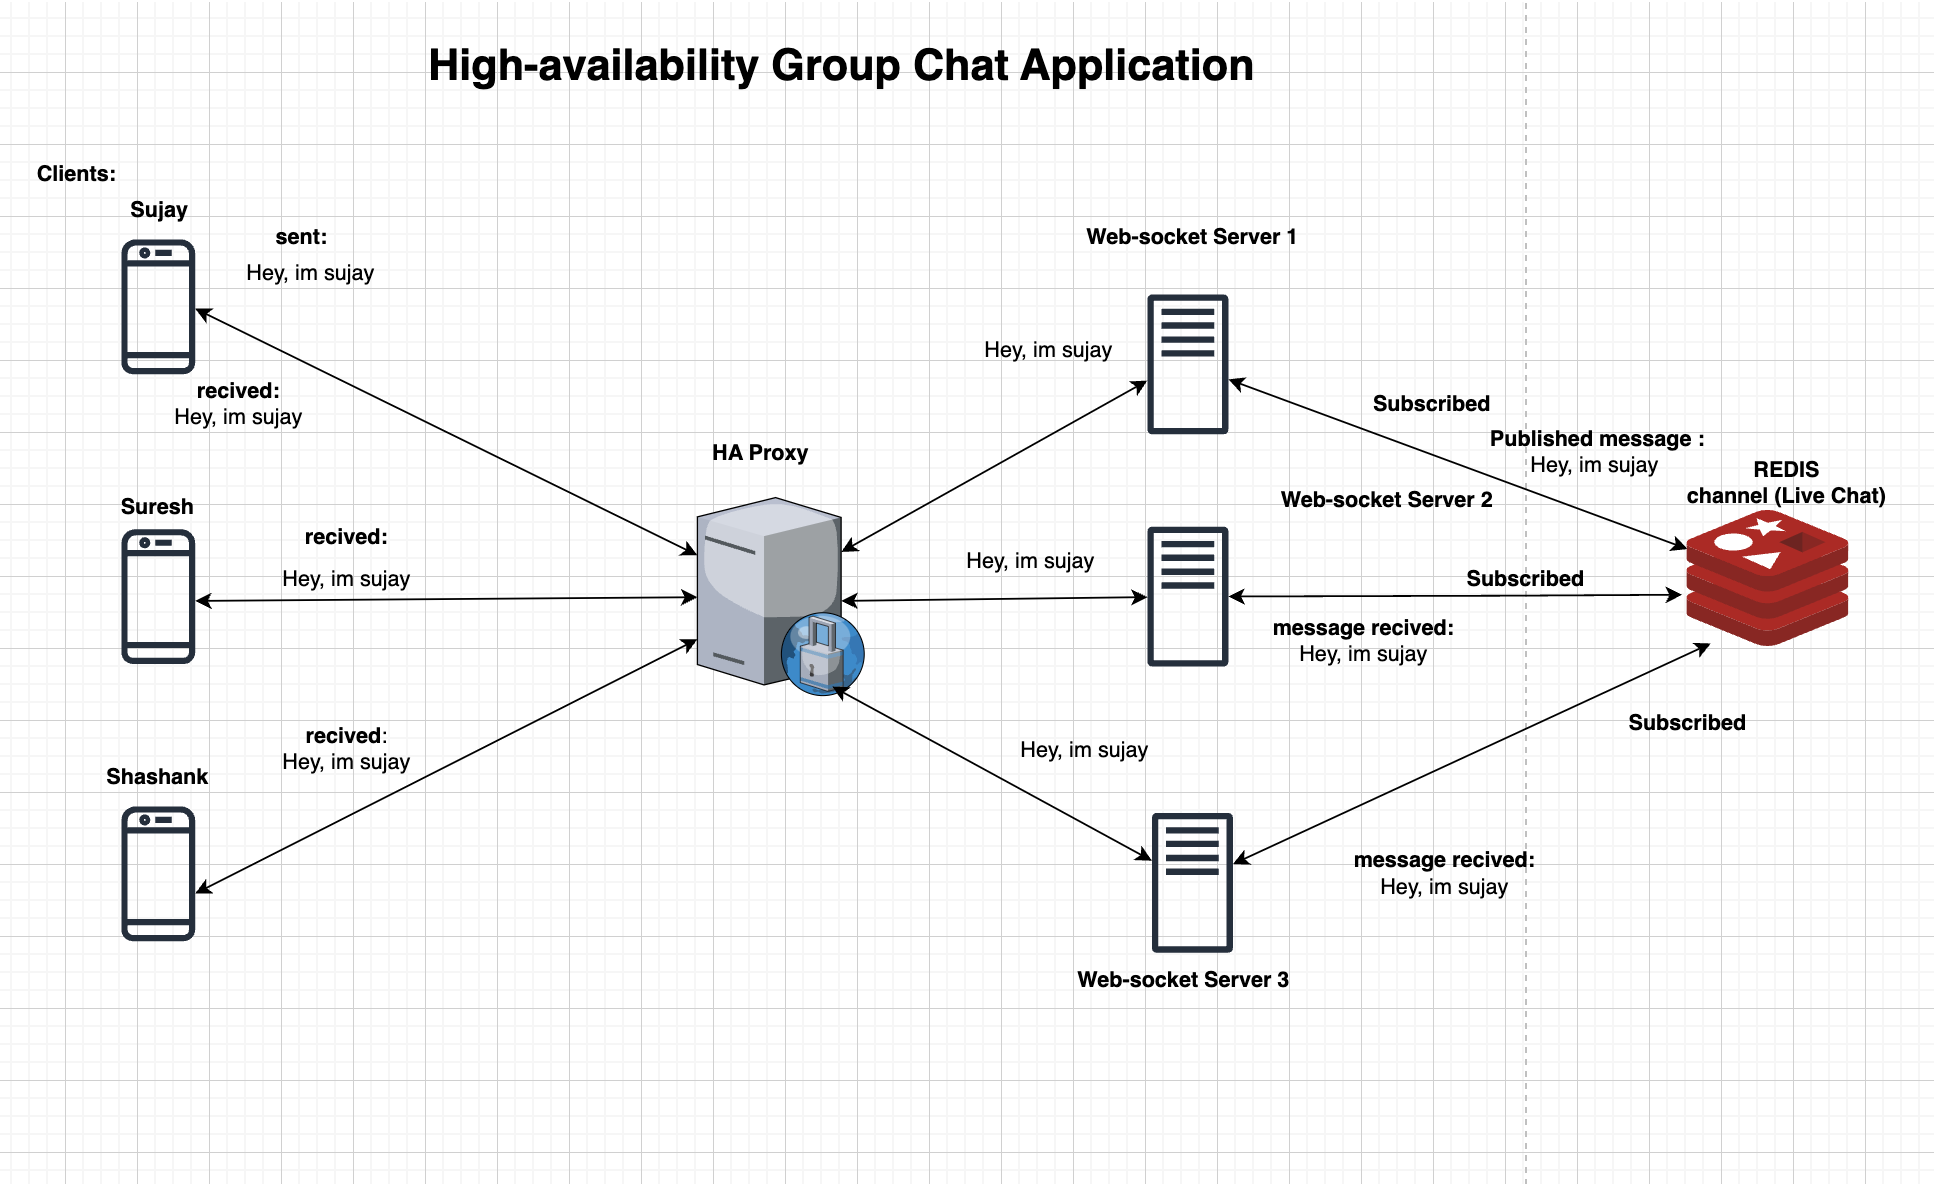 High-availability Group Chat Application
Clients:
Sujay
sent:
Hey, im sujay
recived:
Hey, im sujay
Suresh
recived:
Hey, im sujay
Shashank
recived:
Hey, im sujay
HA Proxy
Web-socket Server 1
Hey, im sujay
Web-socket Server 2
Hey, im sujay
Hey, im sujay
Web-socket Server 3
Subscribed
Published message :
Hey, im sujay
Subscribed
message recived:
Hey, im sujay
Subscribed
message recived:
Hey, im sujay
REDIS
channel (Live Chat)